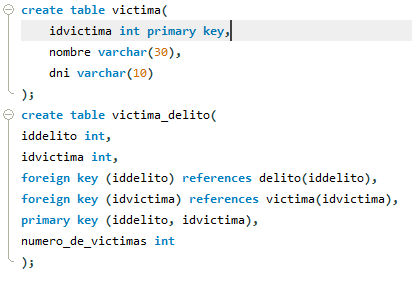 create table victima(
idvictima int primary key,
nombre varchar(30),
dni varchar(10)
);
create table victima_delito(
iddelito int,
idvictima int,
foreign key (iddelito) references delito(iddelito),
foreign key (idvictima) references victima(idvictima),
primary key (iddelito, idvictima),
numero_de_victimas int
);